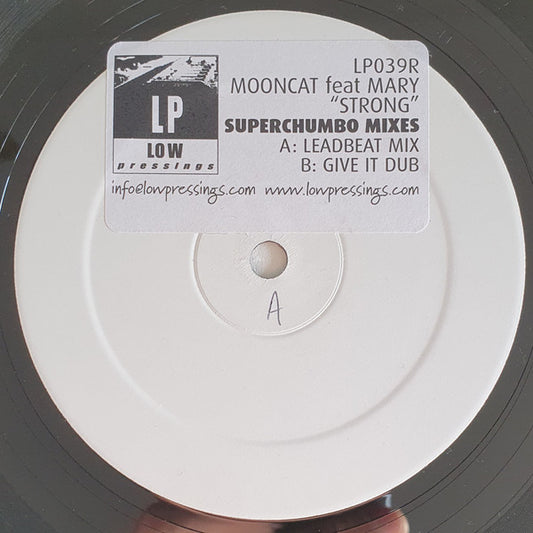 LP
LOW
pressings
LP039R
MOONCAT feat MARY
"STRONG"
SUPERCHUMBO MIXES
A: LEADBEAT MIX
B: GIVE IT DUB
info@lowpressings.com www.lowpressings.com
A